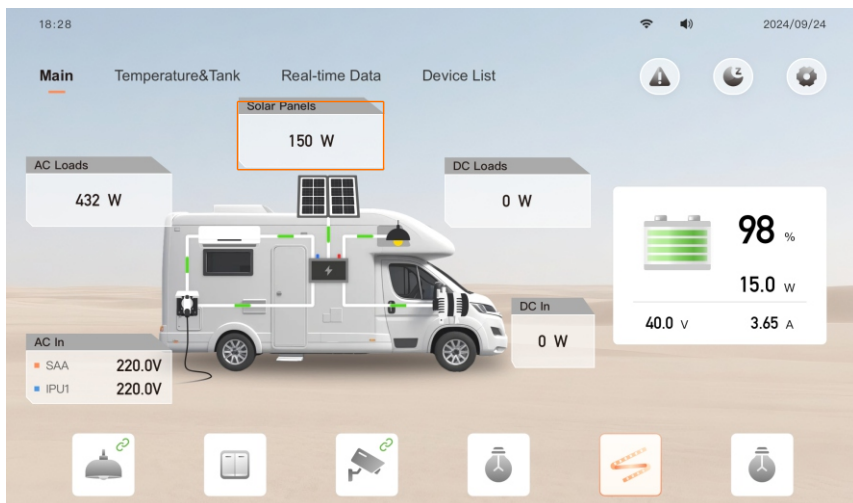 18:28
2024/09/24
Main
Temperature&Tank
Real-time Data
Device List
Z
Solar Panels
150 W
AC Loads
432 W
DC Loads
0 W
98 %
15.0 W
40.0 V
3.65 A
DC In
0 W
AC In
SAA 220.0V
IPU1 220.0V